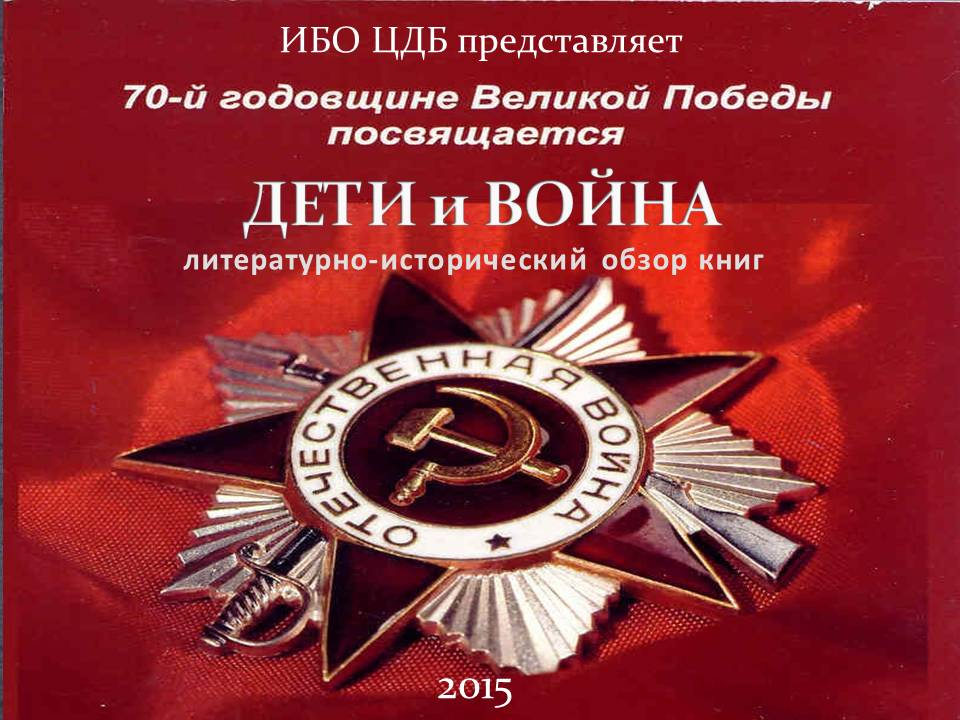 ИБО ЦДБ представляет
70-й годовщине Великой Победы
посвящается
ДЕТИ и ВОЙНА
литературно-исторический обзор книг
ОТЕЧЕСТВЕННАЯ ВОЙНА
2015